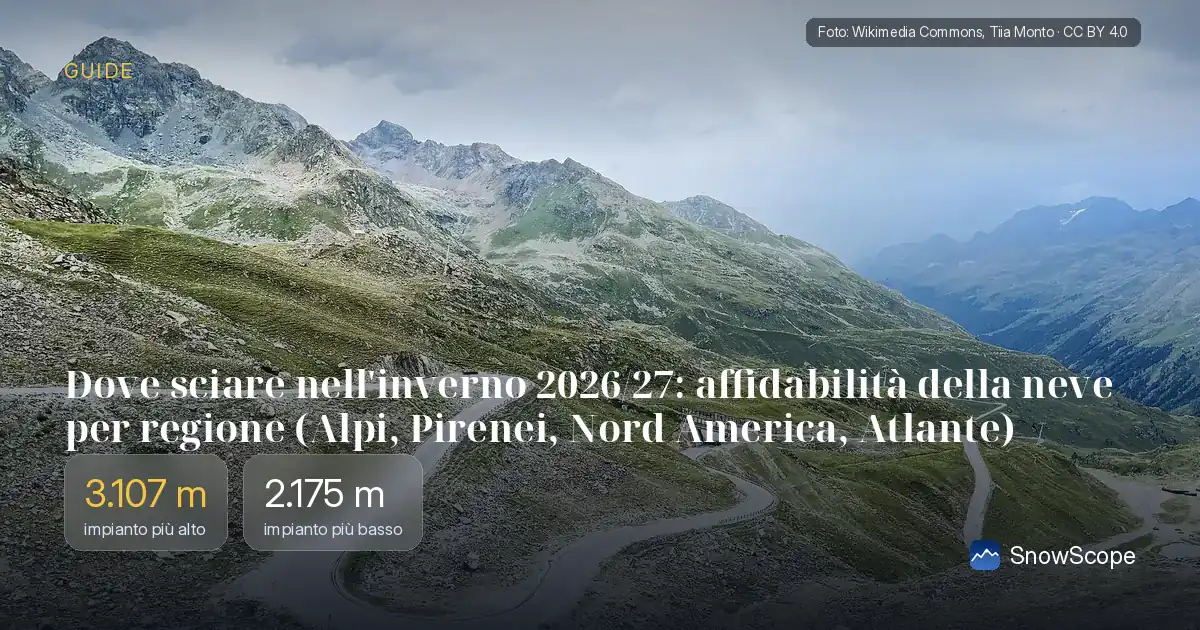 Foto: Wikimedia Commons, Tiia Monto · CC BY 4.0
GUIDE
Dove sciare nell'inverno 2026/27: affidabilità della neve
per regione (Alpi, Pirenei, Nord America, Atlante)
3.107 m
impianto più alto
2.175 m
impianto più basso
SnowScope